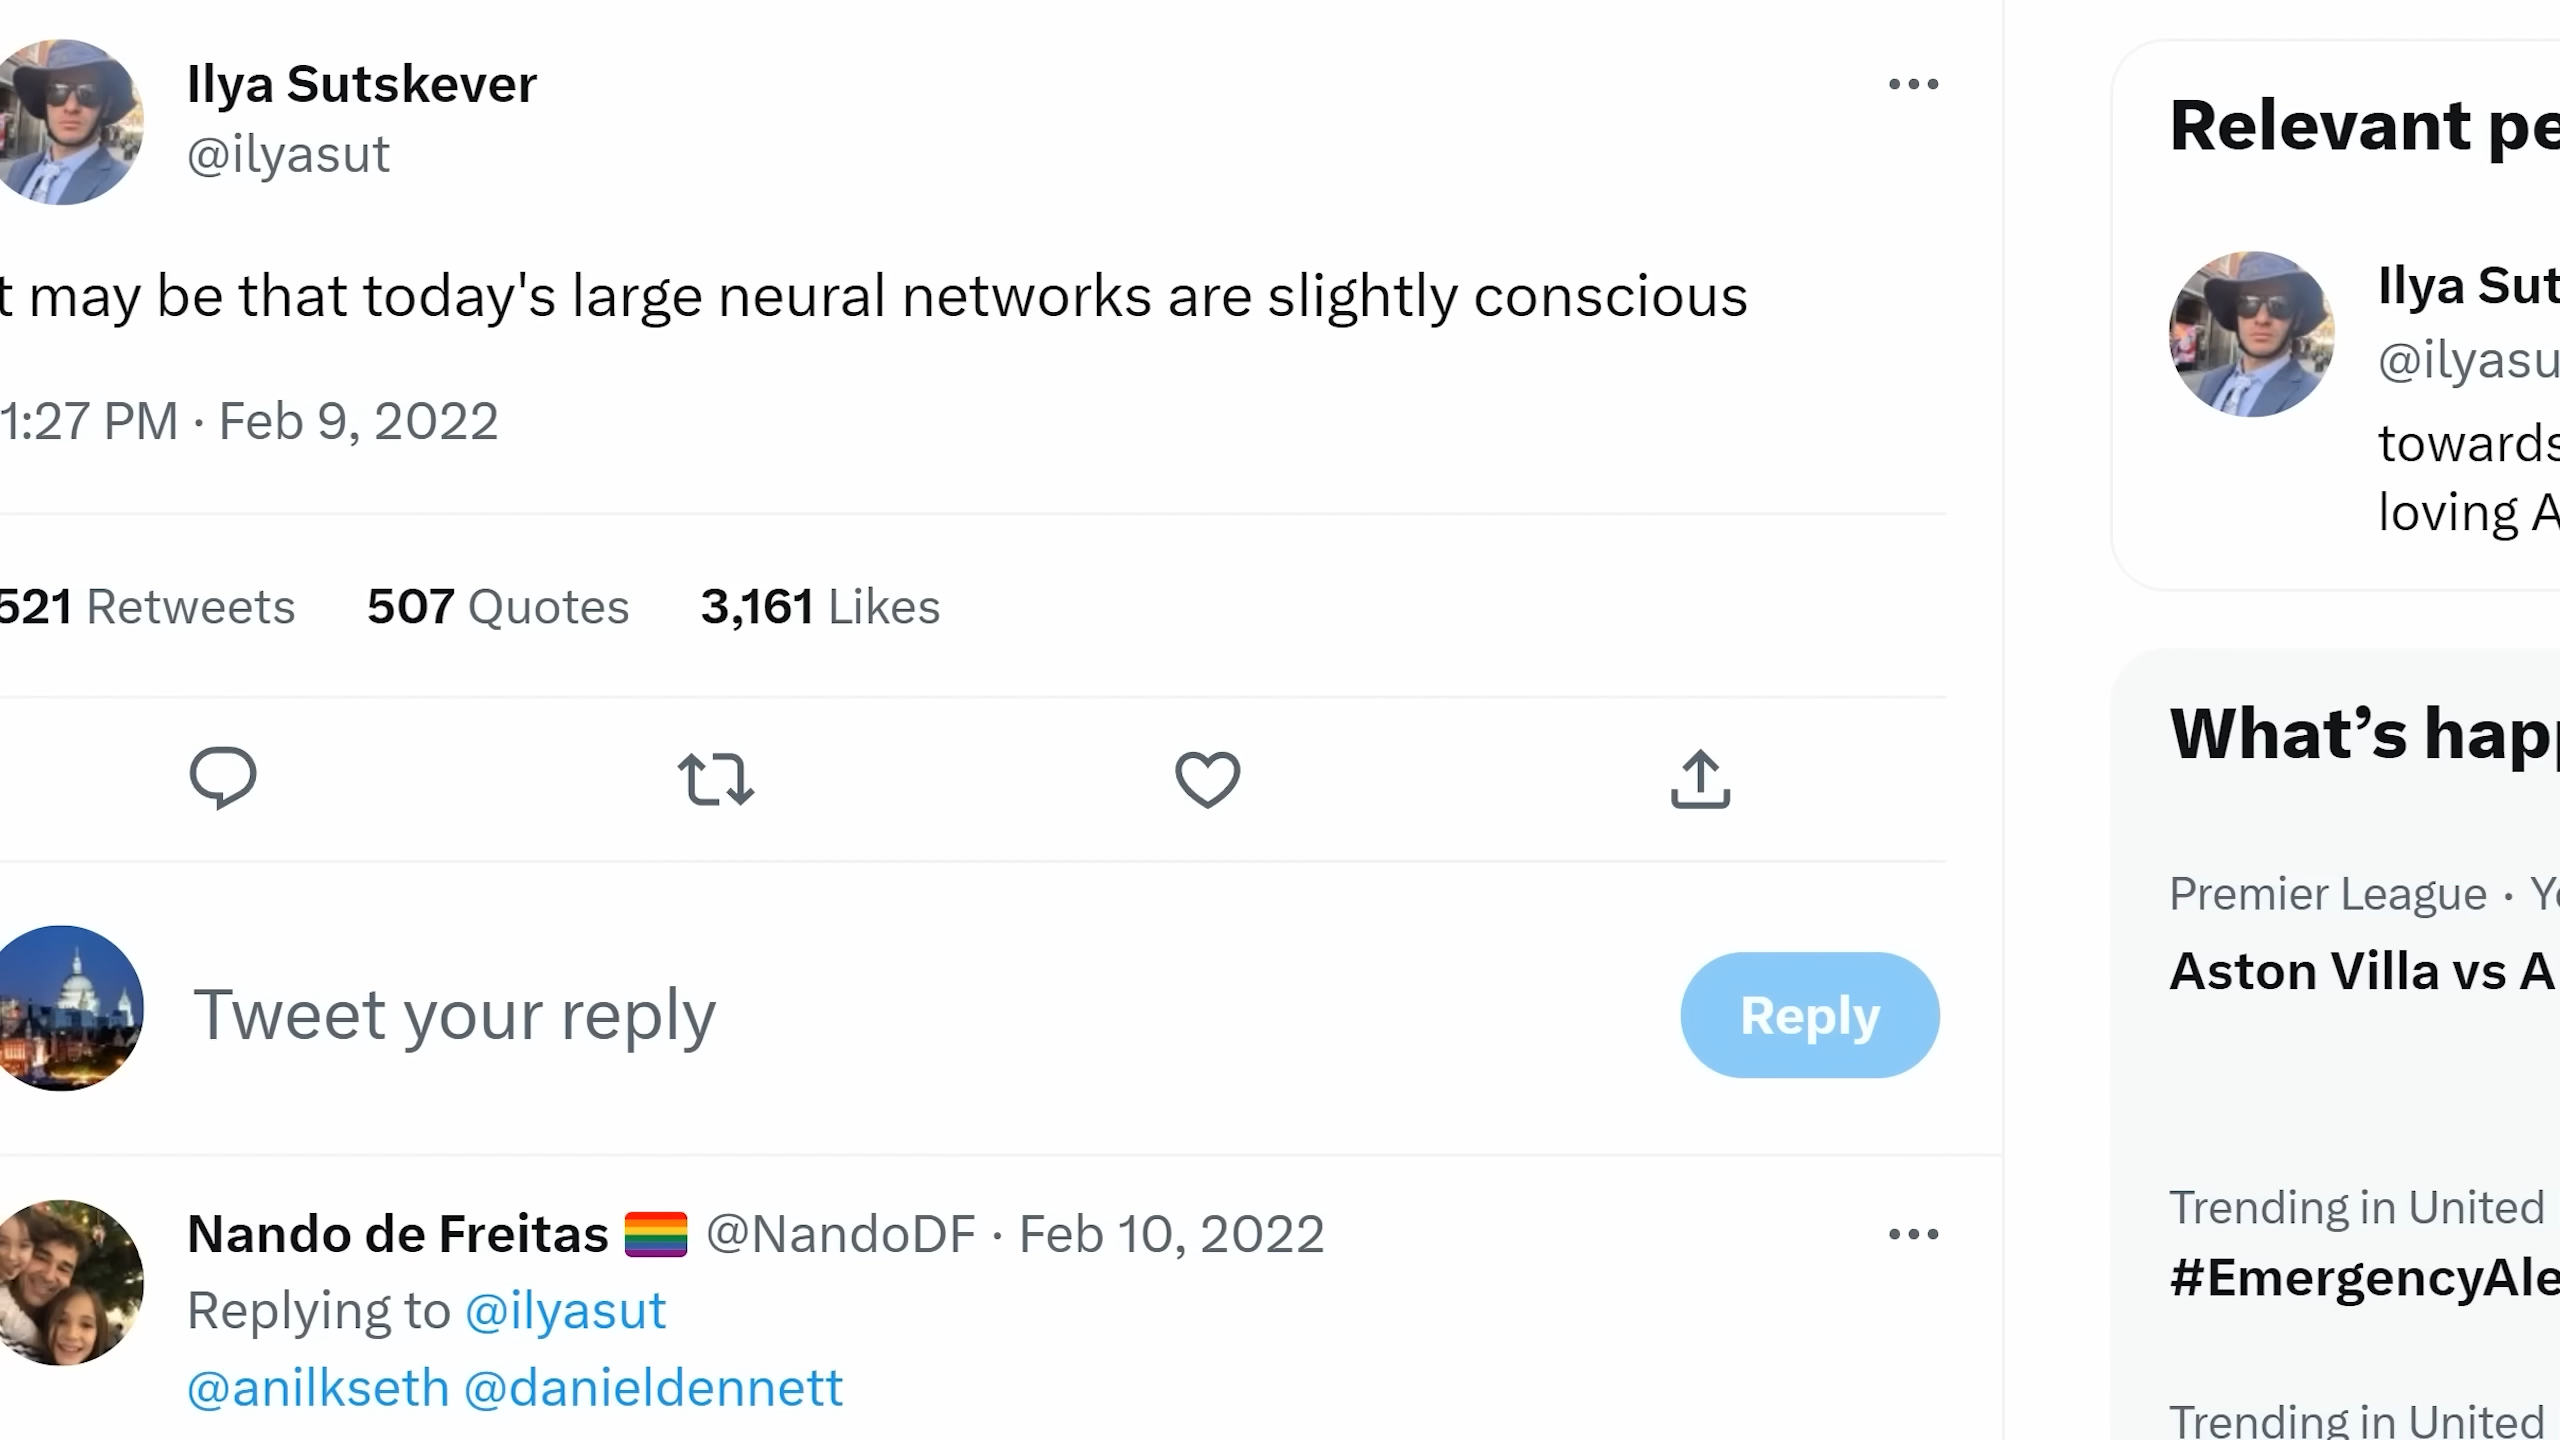 Ilya Sutskever
@ilyasut
t may be that today's large neural networks are slightly conscious
1:27 PM · Feb 9, 2022
521 Retweets 507 Quotes 3,161 Likes
Tweet your reply
Reply
Nando de Freitas 🏳️‍🌈 @NandoDF · Feb 10, 2022
Replying to @ilyasut
@anilkseth @danieldennett
Relevant pe
Ilya Sut
@ilyasu
towards
loving A
What's hap
Premier League · Ye
Aston Villa vs A
Trending in United
#EmergencyAle
Trending in United